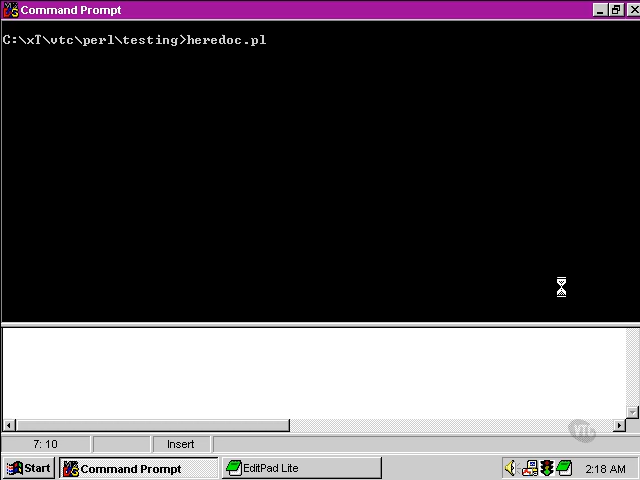 Command Prompt
C:\xT\vtc\perl\testing>heredoc.pl
VTC
7: 10
Insert
Start
Command Prompt
EditPad Lite
2:18 AM